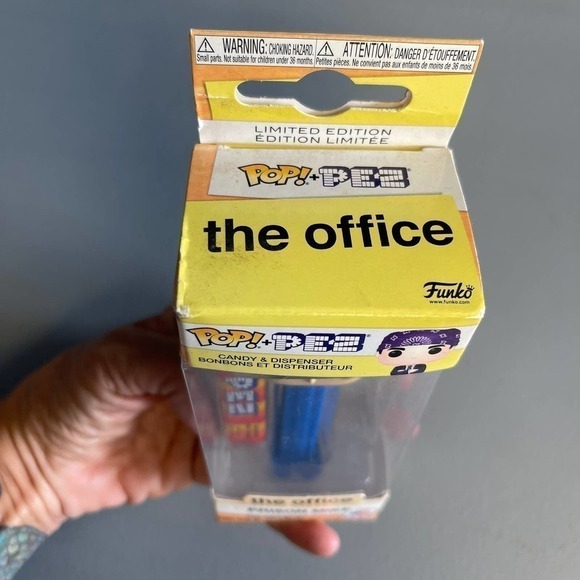 WARNING: CHOKING HAZARD.
Small parts. Not suitable for children under 36 months.
ATTENTION: DANGER D'ÉTOUFFEMENT.
Petites pièces. Ne convient pas aux enfants de moins de 36 mois.
LIMITED EDITION
ÉDITION LIMITÉE
POP! + PEZ
the office
Funko
www.funko.com
POP! + PEZ
CANDY & DISPENSER
BONBONS ET DISTRIBUTEUR
the office